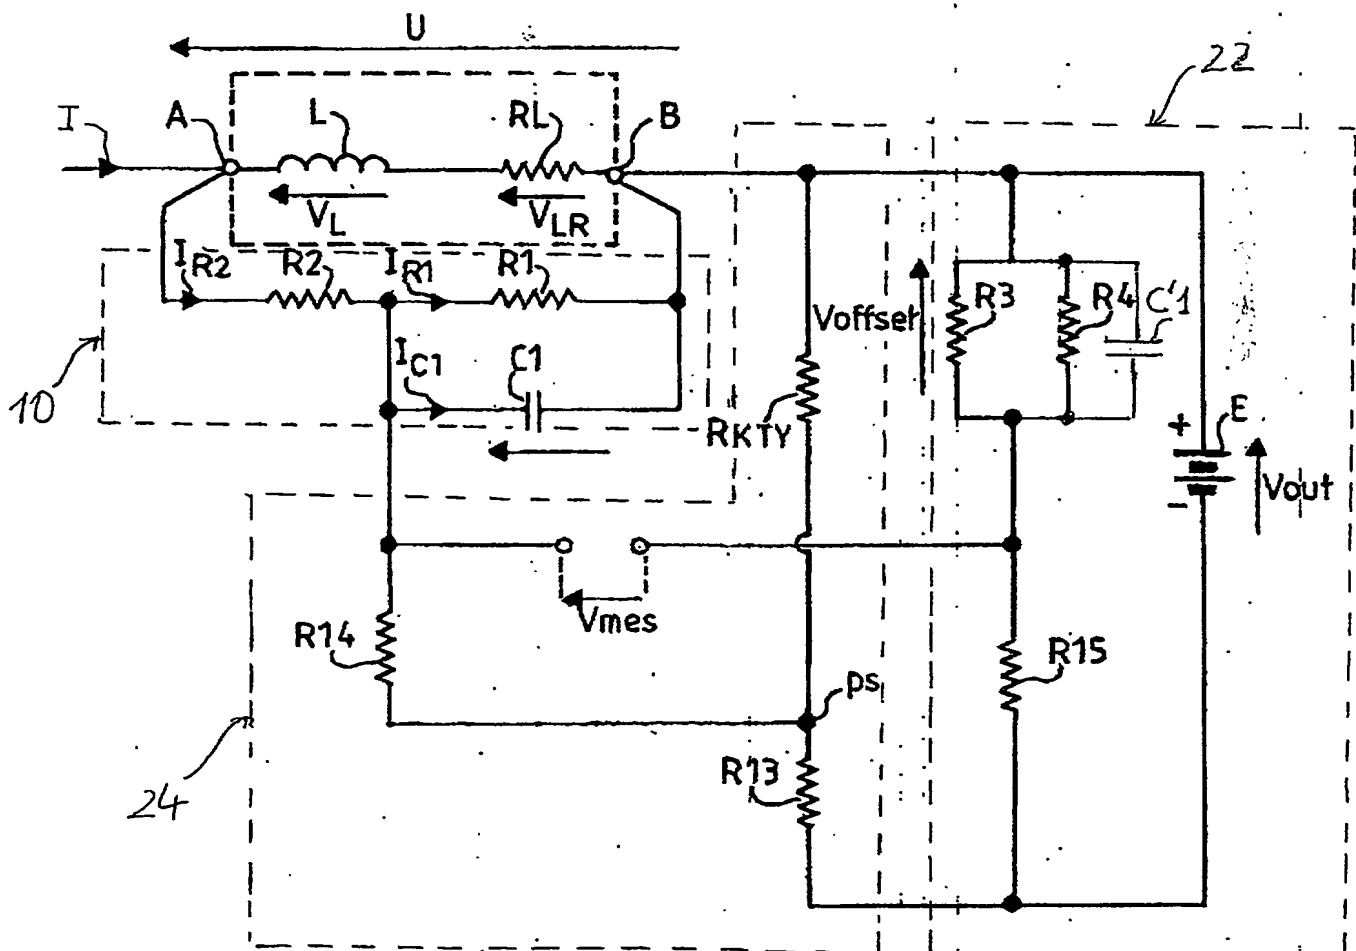 U
22
I
A
L
RL
B
VL
VLR
IR2
R2
IR1
R1
Voffset
R3
R4
C'1
10
IC1
C1
RKTY
+
E
Vout
-
Vmes
R14
R15
ps
R13
24